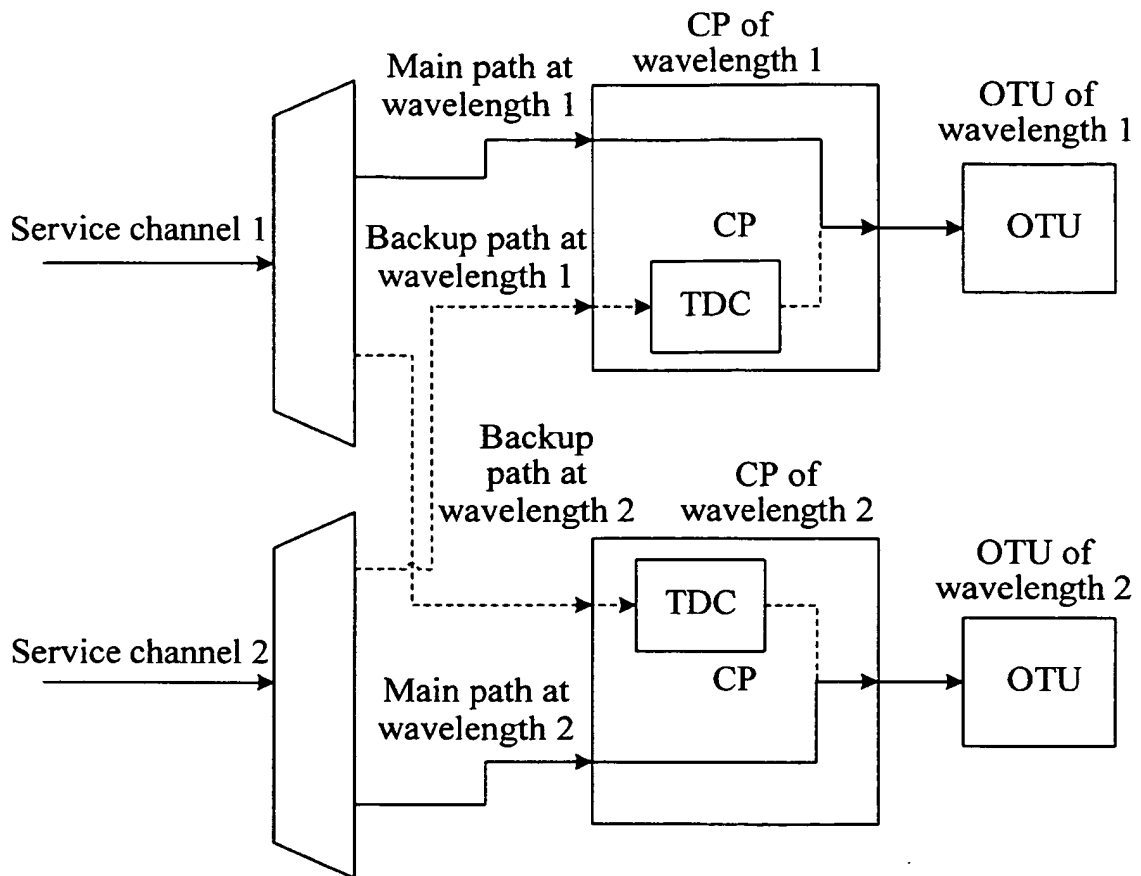 CP of
wavelength 1
Main path at
wavelength 1
OTU of
wavelength 1
Service channel 1
Backup path at
wavelength 1
CP
OTU
TDC
Backup
path at
wavelength 2
CP of
wavelength 2
OTU of
wavelength 2
TDC
Service channel 2
Main path at
wavelength 2
CP
OTU